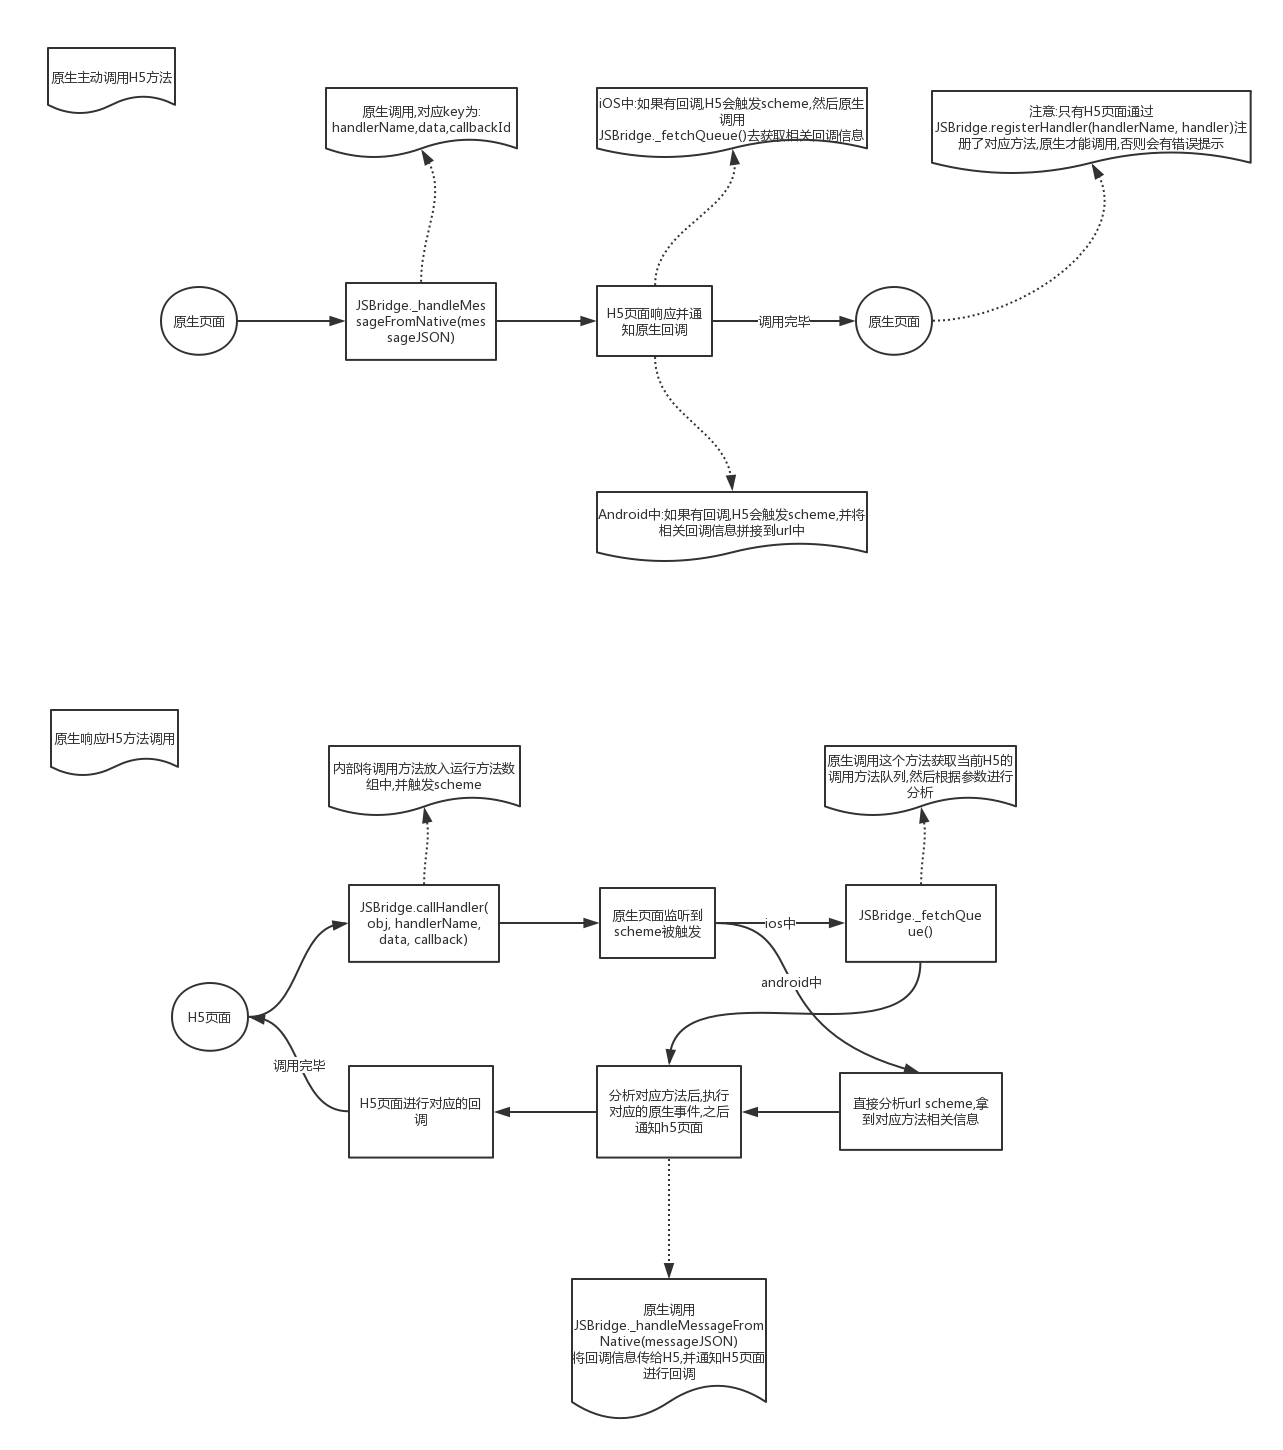 原生主动调用H5方法
原生调用,对应key为:
handlerName,data,callbackId
iOS中:如果有回调,H5会触发scheme,然后原生
调用
JSBridge._fetchQueue()去获取相关回调信息
注意:只有H5页面通过
JSBridge.registerHandler(handlerName, handler)注
册了对应方法,原生才能调用,否则会有错误提示
原生页面
JSBridge._handleMes
sageFromNative(mes
sageJSON)
H5页面响应并通
知原生回调
调用完毕
原生页面
Android中:如果有回调,H5会触发scheme,并将
相关回调信息拼接到url中
原生响应H5方法调用
内部将调用方法放入运行方法数
组中,并触发scheme
原生调用这个方法获取当前H5的
调用方法队列,然后根据参数进行
分析
JSBridge.callHandler(
obj, handlerName,
data, callback)
原生页面监听到
scheme被触发
ios中
JSBridge._fetchQue
ue()
android中
H5页面
调用完毕
H5页面进行对应的回
调
分析对应方法后,执行
对应的原生事件,之后
通知h5页面
直接分析url scheme,拿
到对应方法相关信息
原生调用
JSBridge._handleMessageFrom
Native(messageJSON)
将回调信息传给H5,并通知H5页面
进行回调